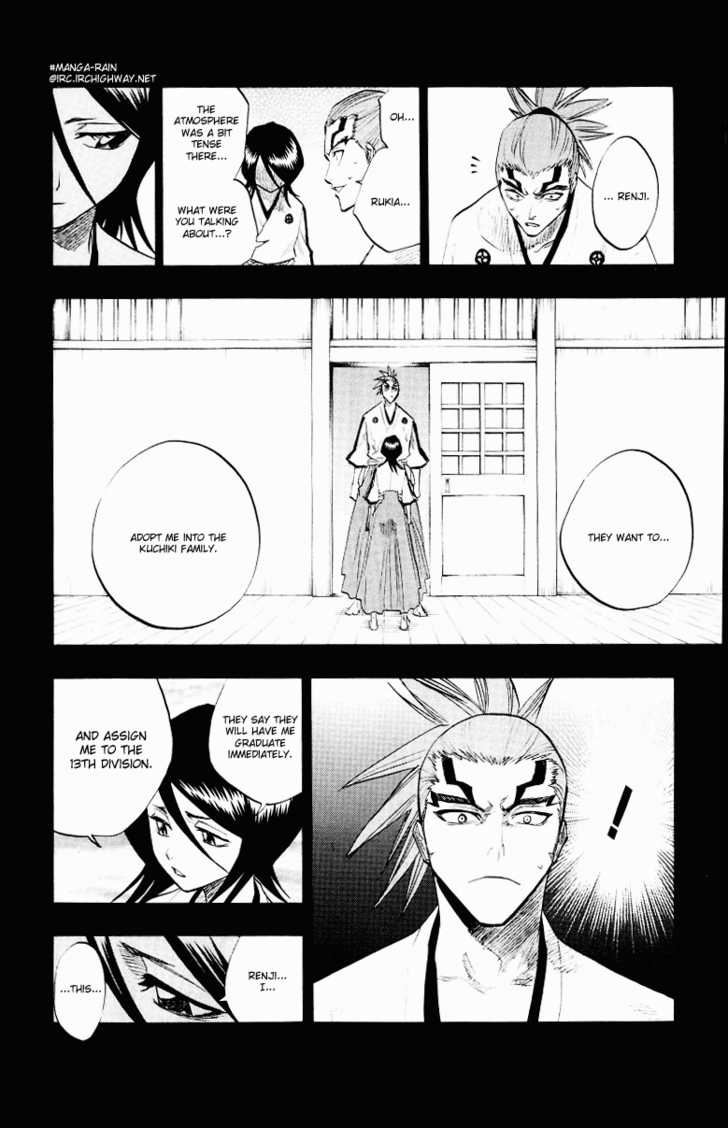 #MANGA-RAIN
@IRC.IRCHIGHWAY.NET
... RENJI.
OH...
RUKIA...
THE
ATMOSPHERE
WAS A BIT
TENSE
THERE...
WHAT WERE
YOU TALKING
ABOUT...?
THEY WANT TO...
ADOPT ME INTO THE
KUCHIKI FAMILY.
!
THEY SAY THEY
WILL HAVE ME
GRADUATE
IMMEDIATELY.
AND ASSIGN
ME TO THE
13TH DIVISION.
RENJI...
I...
...THIS...